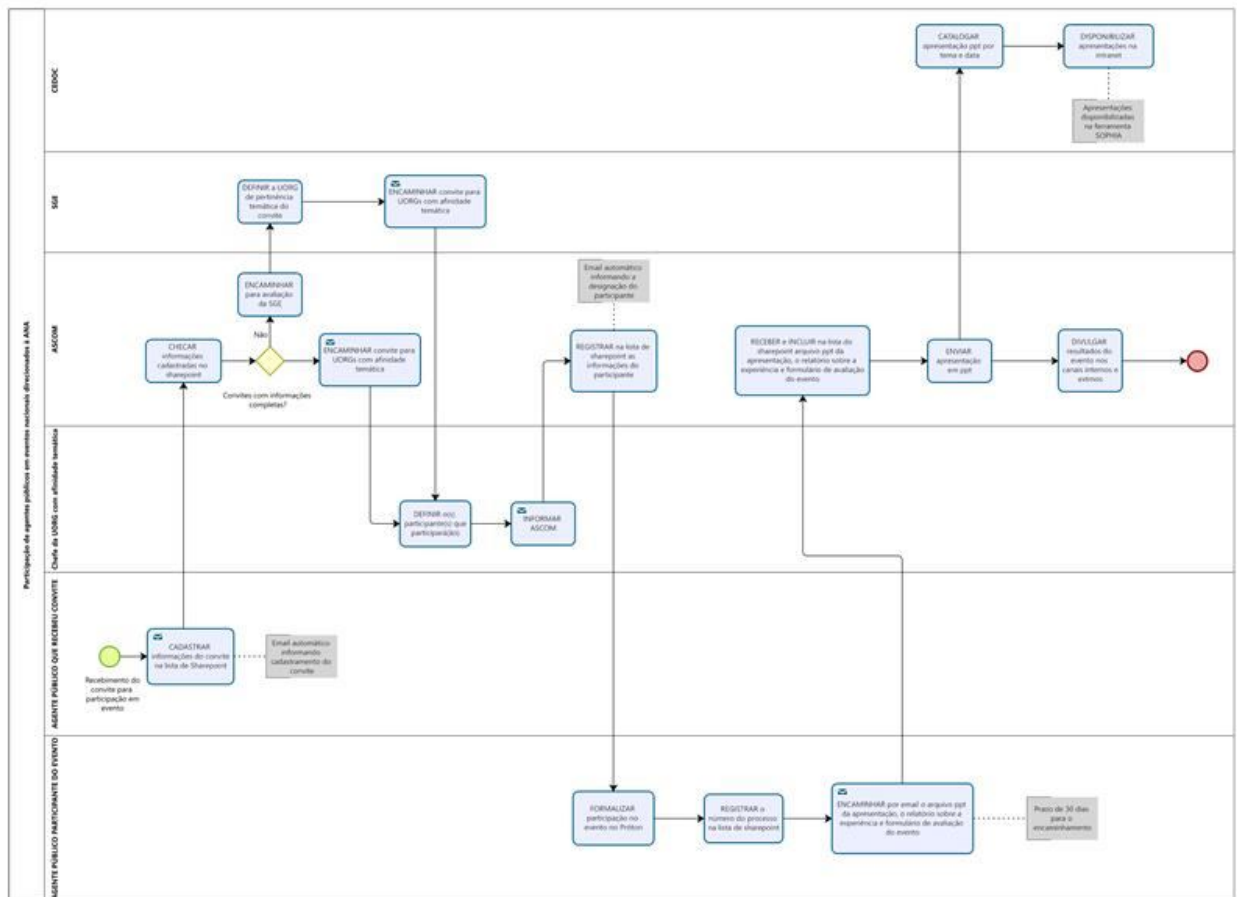 Participação de agentes públicos em eventos nacionais direcionados à ANA
CEDOC
CATALOGAR
apresentação ppt por
tema e data
DISPONIBILIZAR
apresentações na
intranet
Apresentações
disponibilizadas
na ferramenta
SOPHIA
SGE
DEFINIR a UORG
de pertinência
temática do
convite
ENCAMINHAR convite para
UORGs com afinidade
temática
ASCOM
ENCAMINHAR
para avaliação
da SGE
Não
CHECAR
informações
cadastradas no
sharepoint
Convites com informações
completas?
ENCAMINHAR convite para
UORGs com afinidade
temática
Email automático
informando a
designação do
participante
REGISTRAR na lista de
sharepoint as
informações do
participante
RECEBER e INCLUIR na lista do
sharepoint arquivo ppt da
apresentação, o relatório sobre a
experiência e formulário de avaliação
do evento
ENVIAR
apresentação
em ppt
DIVULGAR
resultados do
evento nos
canais internos e
extrnos
Chefe da UORG com afinidade temática
DEFINIR o(s)
participante(s) que
participará(ão)
INFORMAR
ASCOM
AGENTE PÚBLICO QUE RECEBEU CONVITE
Recebimento do
convite para
participação em
evento
CADASTRAR
informações do convite
na lista de Sharepoint
Email automático
informando
cadastramento do
convite
AGENTE PÚBLICO PARTICIPANTE DO EVENTO
FORMALIZAR
participação no
evento no Próton
REGISTRAR o
número do processo
na lista de sharepoint
ENCAMINHAR por email o arquivo ppt
da apresentação, o relatório sobre a
experiência e formulário de avaliação
do evento
Prazo de 30 dias
para o
encaminhamento